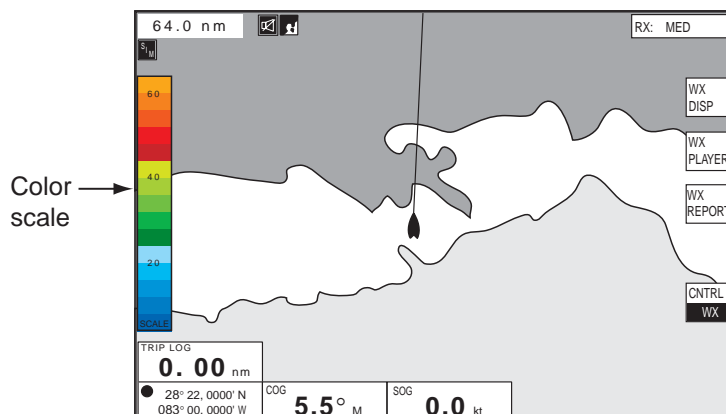 64.0 nm
RX: MED
SIM
60
WX
DISP
WX
PLAYER
40
Color
scale
WX
REPORT
20
CNTRL
WX
SCALE
TRIP LOG
0.00 nm
28° 22, 0000' N
083° 00, 0000' W
COG
5.5° M
SOG
0.0 kt